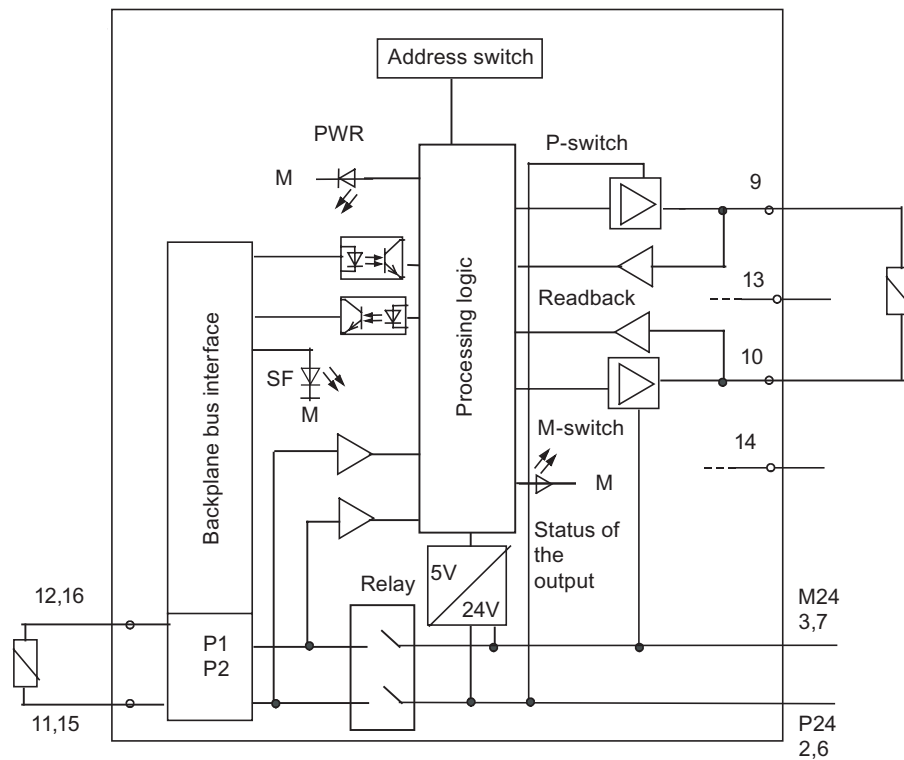 Address switch
PWR
P-switch
M
9
Processing logic
13
Readback
Backplane bus interface
10
SF
M
M-switch
14
M
Status of
the
output
5V
24V
Relay
12,16
P1
P2
M24
3,7
11,15
P24
2,6